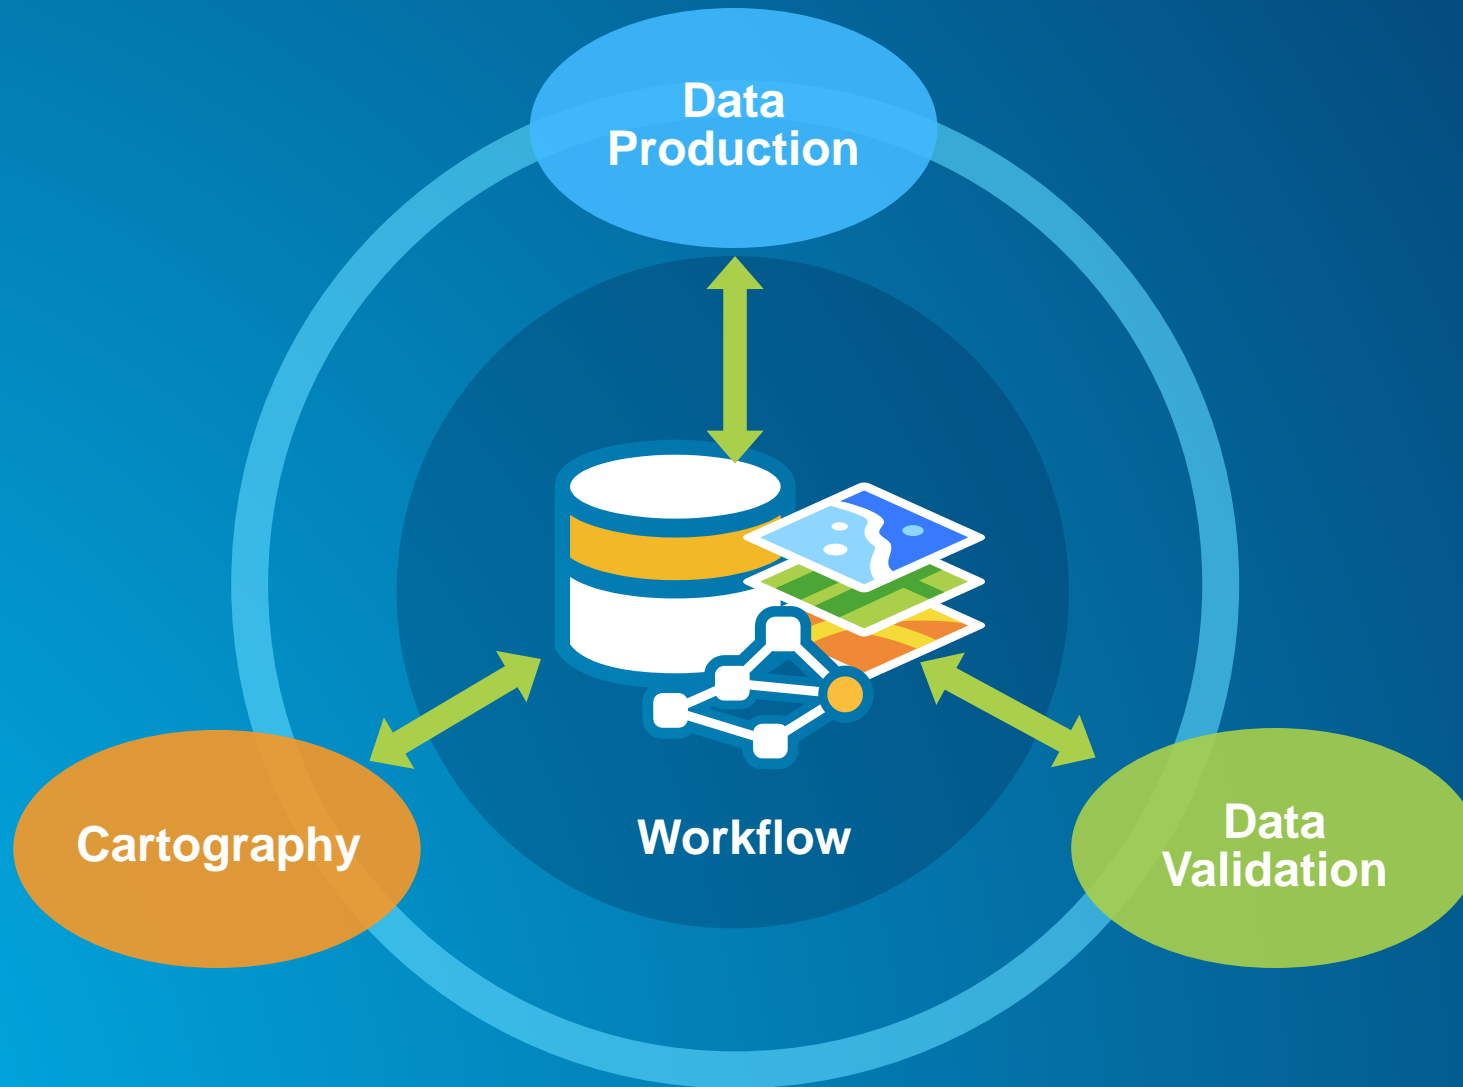 Data
Production
Cartography
Workflow
Data
Validation